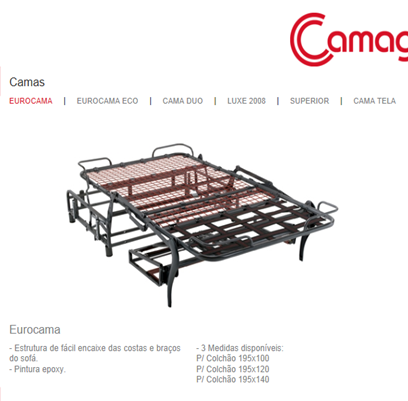 Camag
Camas
EUROCAMA | EUROCAMA ECO | CAMA DUO | LUXE 2008 | SUPERIOR | CAMA TELA
Eurocama
- Estrutura de fácil encaixe das costas e braços
do sofá.
- Pintura epoxy.
- 3 Medidas disponíveis:
P/ Colchão 195x100
P/ Colchão 195x120
P/ Colchão 195x140